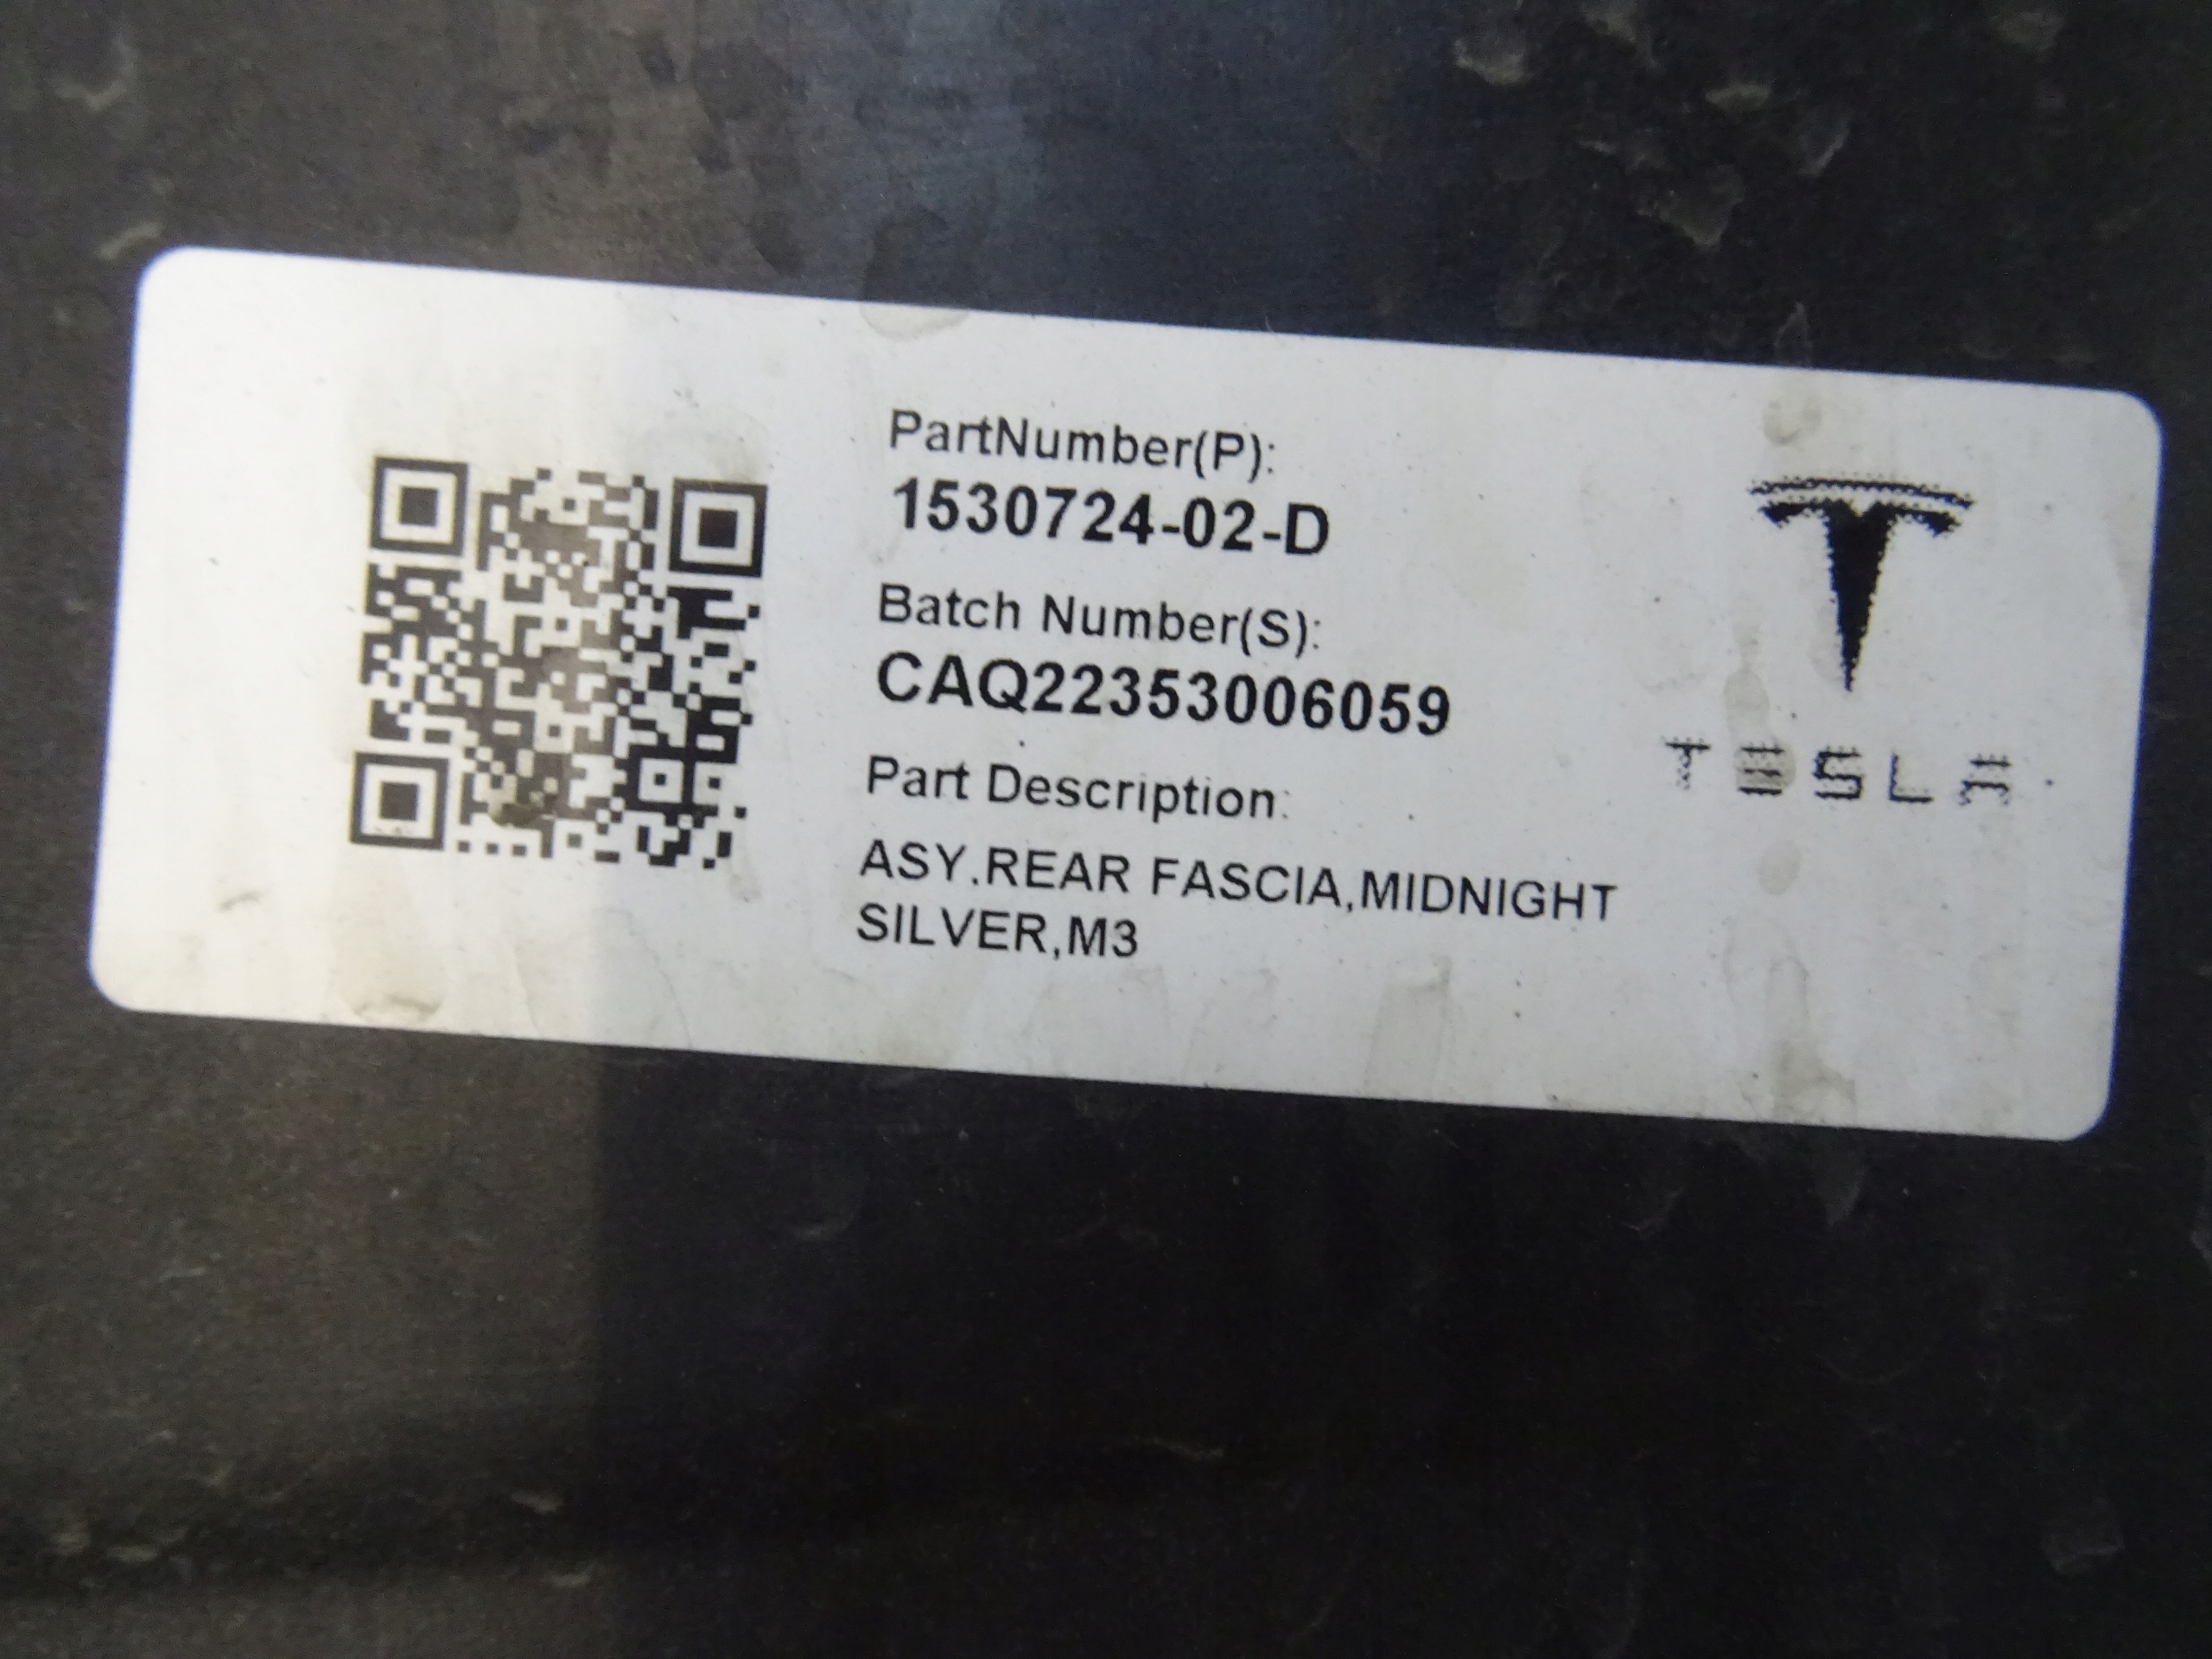 PartNumber(P):
1530724-02-D
Batch Number(S):
CAQ22353006059
Part Description:
ASY.REAR FASCIA,MIDNIGHT
SILVER,M3
TESLA